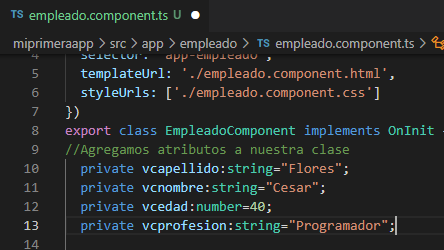 TS empleado.component.ts U
miprimeraapp > src > app > empleado > TS empleado.component.ts >
4 selector: 'app-empleado',
5 templateUrl: './empleado.component.html',
6 styleUrls: ['./empleado.component.css']
7 })
8 export class EmpleadoComponent implements OnInit
9 //Agregamos atributos a nuestra clase
10 private vcapellido:string="Flores";
11 private vcnombre:string="Cesar";
12 private vcedad:number=40;
13 private vcprofesion:string="Programador";